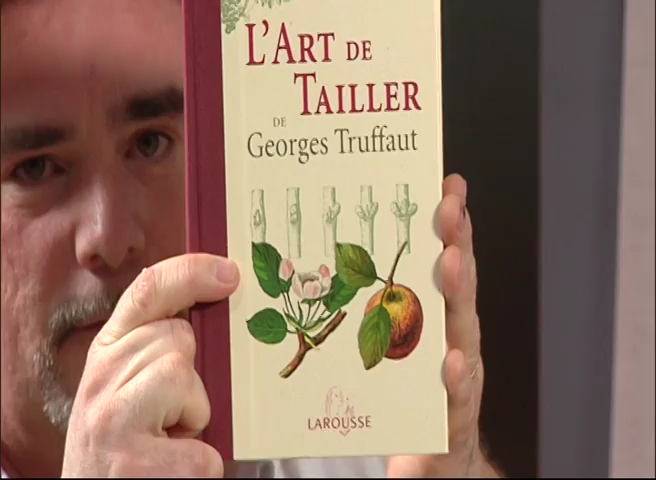 L'ART DE
TAILLER
DE
Georges Truffaut
LAROUSSE